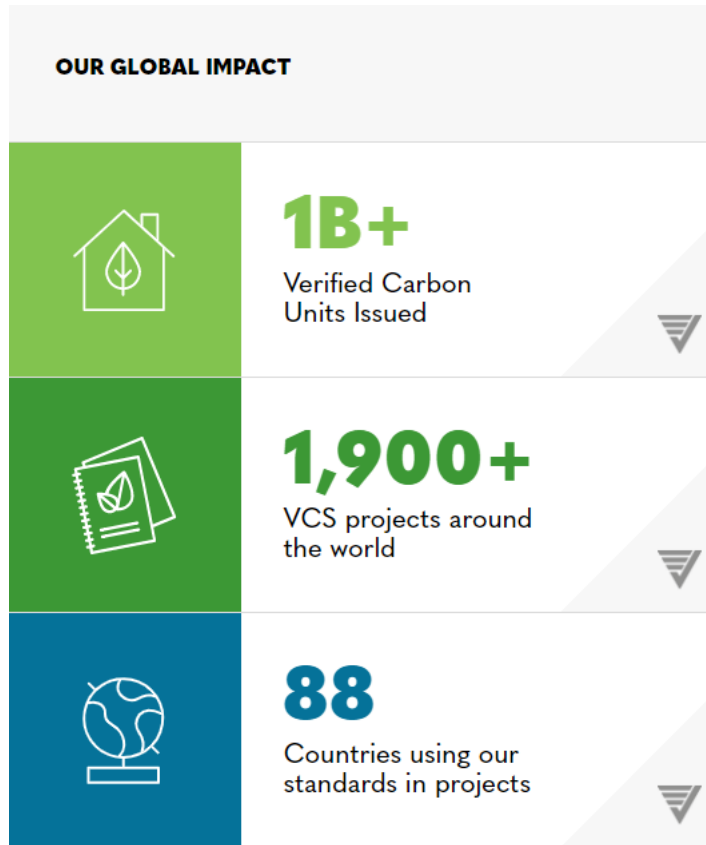 OUR GLOBAL IMPACT
1B+
Verified Carbon
Units Issued
1,900+
VCS projects around
the world
88
Countries using our
standards in projects